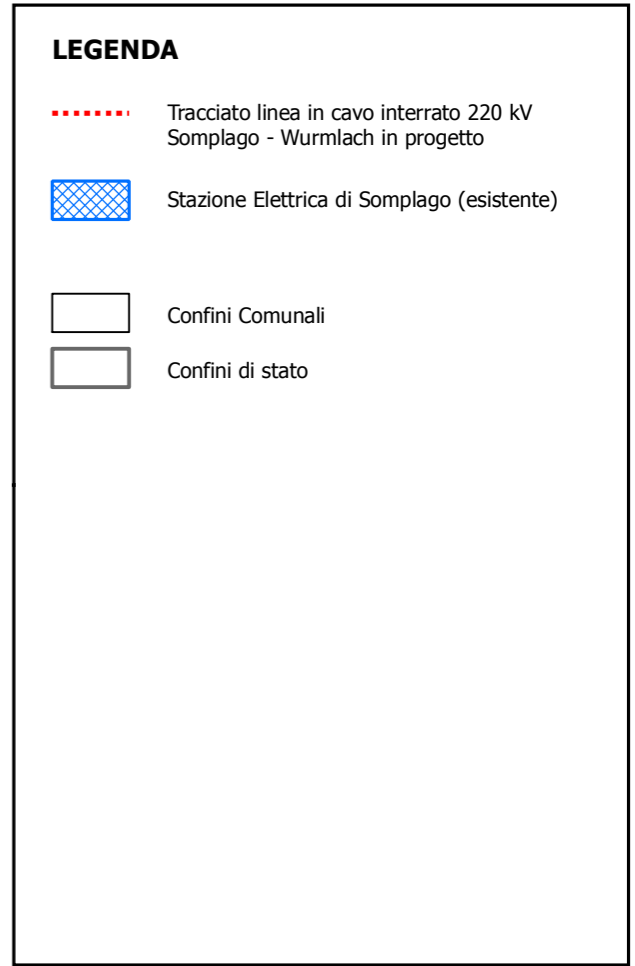 LEGENDA
Tracciato linea in cavo interrato 220 kV
Somplago - Wurmlach in progetto
Stazione Elettrica di Somplago (esistente)
Confini Comunali
Confini di stato